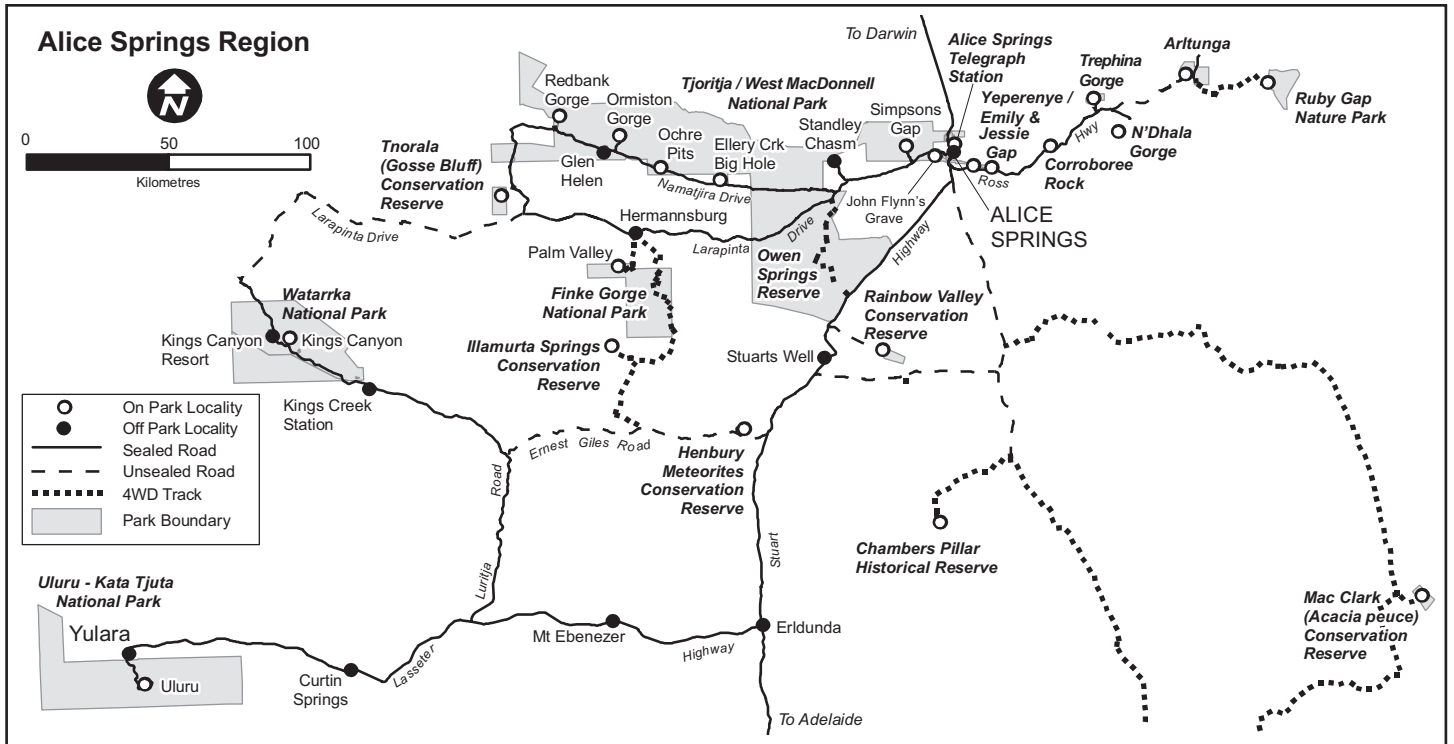 Alice Springs Region
N
0
50
100
Kilometres
To Darwin
Alice Springs
Telegraph
Station
Arltunga
Trephina
Gorge
Ruby Gap
Nature Park
Redbank
Gorge
Ormiston
Gorge
Tjoritja / West MacDonnell
National Park
Simpsons
Gap
Yeperenye /
Emily &
Jessie
Gap
Hwy
N'Dhala
Gorge
Standley
Chasm
Ochre
Pits
Ellery Crk
Big Hole
Tnorala
(Gosse Bluff)
Conservation
Reserve
Glen
Helen
Namatjira Drive
Corroboree
Rock
Ross
John Flynn's
Grave
ALICE
SPRINGS
Larapinta Drive
Hermannsburg
Larapinta
Drive
Highway
Palm Valley
Owen
Springs
Reserve
Finke Gorge
National Park
Rainbow Valley
Conservation
Reserve
Watarrka
National Park
Kings Canyon
Resort
Kings Canyon
Illamurta Springs
Conservation
Reserve
Stuarts Well
Kings Creek
Station
Ernest Giles Road
Henbury
Meteorites
Conservation
Reserve
Road
On Park Locality
Off Park Locality
Sealed Road
Unsealed Road
4WD Track
Park Boundary
Stuart
Chambers Pillar
Historical Reserve
Luritja
Uluru - Kata Tjuta
National Park
Yulara
Uluru
Curtin
Springs
Lasseter
Mt Ebenezer
Highway
Erldunda
Mac Clark
(Acacia peuce)
Conservation
Reserve
To Adelaide